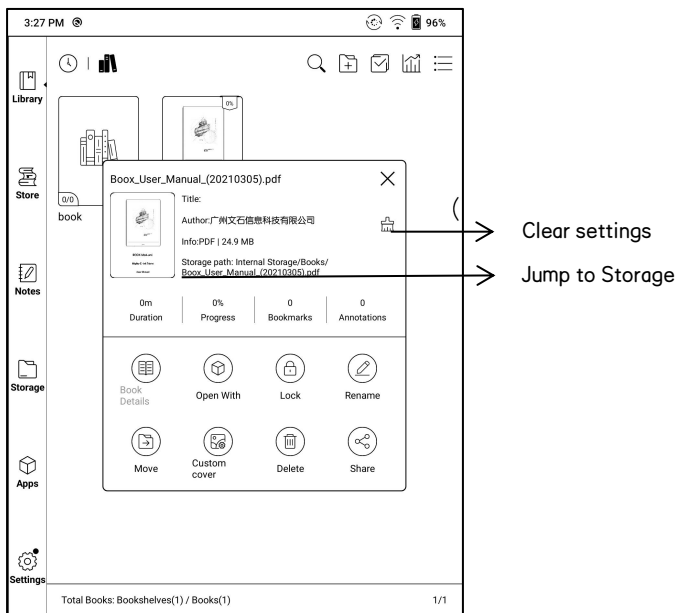 3:27 PM
96%
Library
Store
Notes
Storage
Apps
Settings
0%
0/0
book
Boox_User_Manual_(20210305).pdf
Title:
Author:广州文石信息科技有限公司
Info:PDF | 24.9 MB
Storage path: Internal Storage/Books/
Boox_User_Manual_(20210305).pdf
0m
Duration
0%
Progress
0
Bookmarks
0
Annotations
Book
Details
Open With
Lock
Rename
Move
Custom
cover
Delete
Share
Total Books: Bookshelves(1) / Books(1)
1/1
Clear settings
Jump to Storage